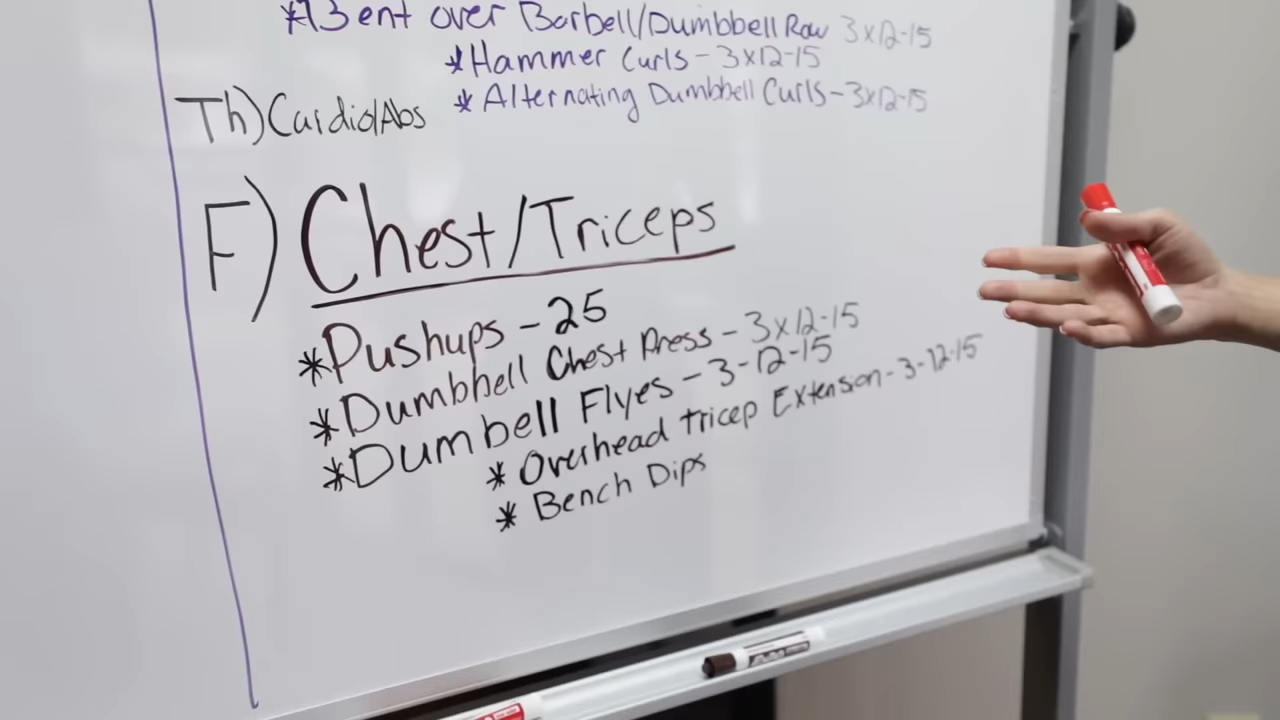 *Bent over Barbell/Dumbbell Row 3x12-15
*Hammer Curls - 3x12-15
* Alternating Dumbbell Curls - 3x12-15
Th) Cardio/Abs
F) Chest/Triceps
*Pushups - 25
*Dumbbell Chest Press - 3x12-15
*Dumbell Flyes - 3-12-15
* Overhead tricep Extension - 3-12-15
* Bench Dips